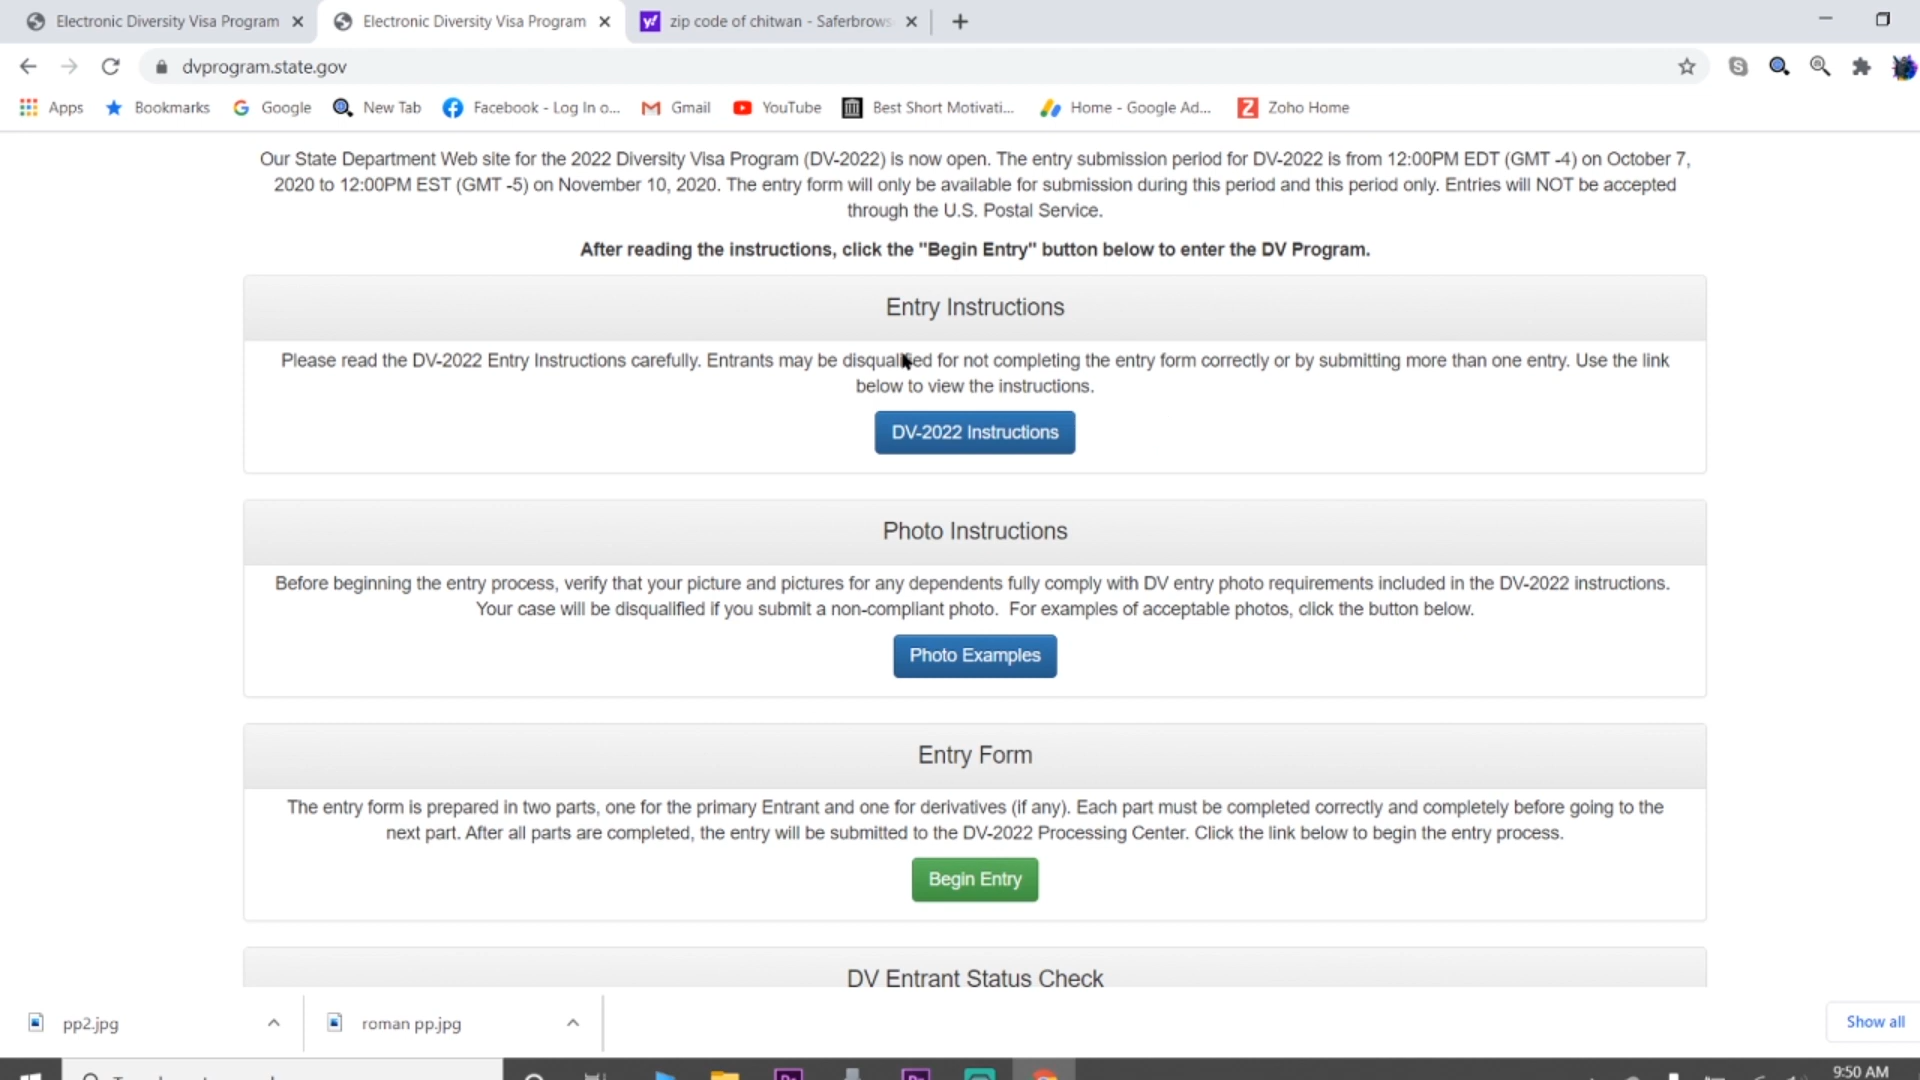 Electronic Diversity Visa Program
Electronic Diversity Visa Program
zip code of chitwan - Saferbrows
dvprogram.state.gov
Apps
Bookmarks
Google
New Tab
Facebook - Log In o...
Gmail
YouTube
Best Short Motivati...
Home - Google Ad...
Zoho Home
Our State Department Web site for the 2022 Diversity Visa Program (DV-2022) is now open. The entry submission period for DV-2022 is from 12:00PM EDT (GMT -4) on October 7,
2020 to 12:00PM EST (GMT -5) on November 10, 2020. The entry form will only be available for submission during this period and this period only. Entries will NOT be accepted
through the U.S. Postal Service.
After reading the instructions, click the "Begin Entry" button below to enter the DV Program.
Entry Instructions
Please read the DV-2022 Entry Instructions carefully. Entrants may be disqualified for not completing the entry form correctly or by submitting more than one entry. Use the link
below to view the instructions.
DV-2022 Instructions
Photo Instructions
Before beginning the entry process, verify that your picture and pictures for any dependents fully comply with DV entry photo requirements included in the DV-2022 instructions.
Your case will be disqualified if you submit a non-compliant photo. For examples of acceptable photos, click the button below.
Photo Examples
Entry Form
The entry form is prepared in two parts, one for the primary Entrant and one for derivatives (if any). Each part must be completed correctly and completely before going to the
next part. After all parts are completed, the entry will be submitted to the DV-2022 Processing Center. Click the link below to begin the entry process.
Begin Entry
DV Entrant Status Check
pp2.jpg
roman pp.jpg
Show all
9:50 AM